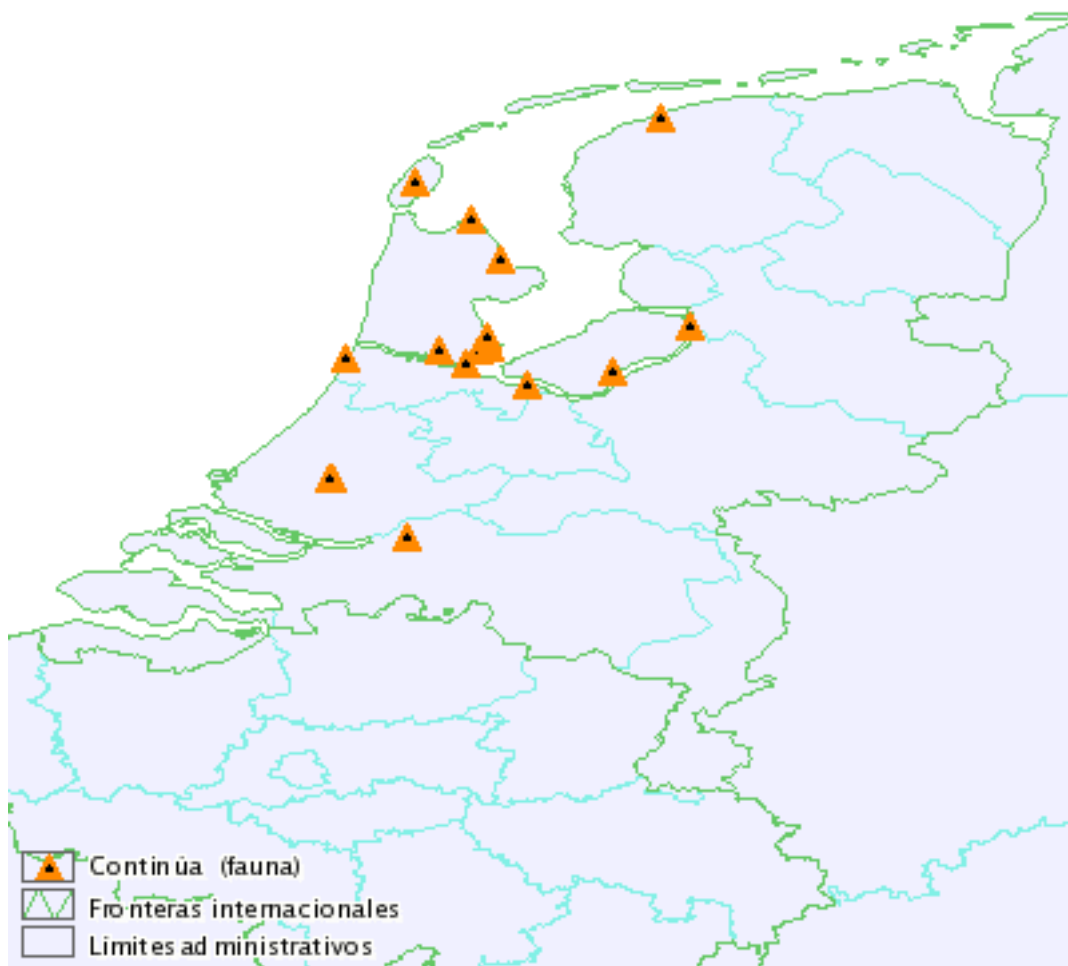 Continúa (fauna)
Fronteras internacionales
Límites administrativos